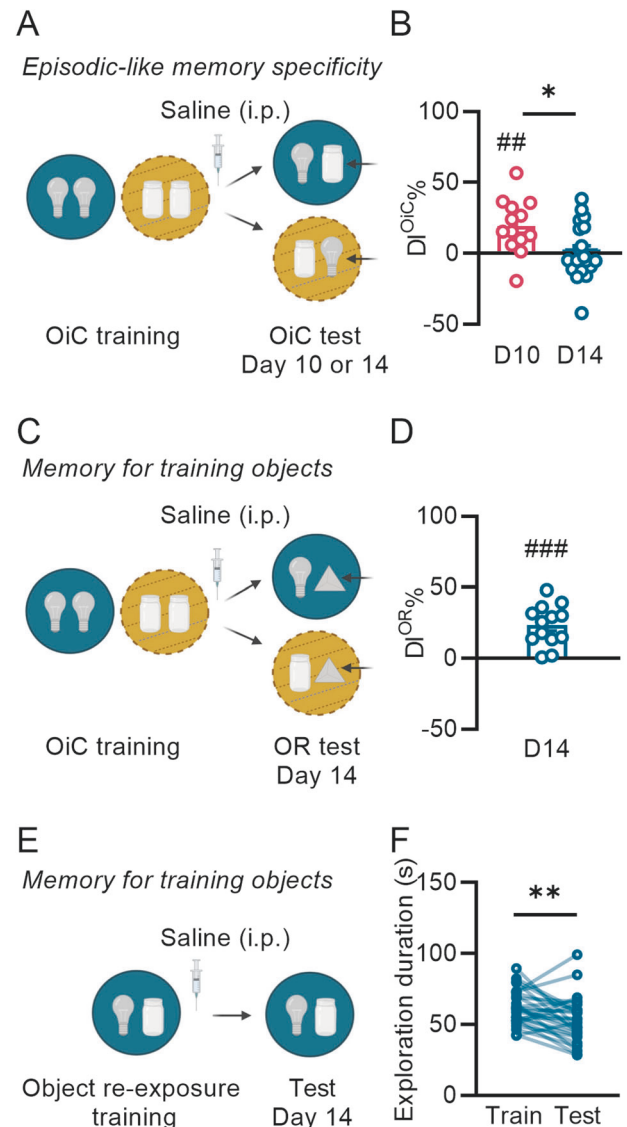 A
Episodic-like memory specificity
Saline (i.p.)
OiC training
OiC test
Day 10 or 14
B
DI^OiC%
100
50
0
-50
*
##
D10 D14
C
Memory for training objects
Saline (i.p.)
OiC training
OR test
Day 14
D
DI^OR%
100
50
0
-50
###
D14
E
Memory for training objects
Saline (i.p.)
Object re-exposure
training
Test
Day 14
F
Exploration duration (s)
150
100
50
0
**
Train Test